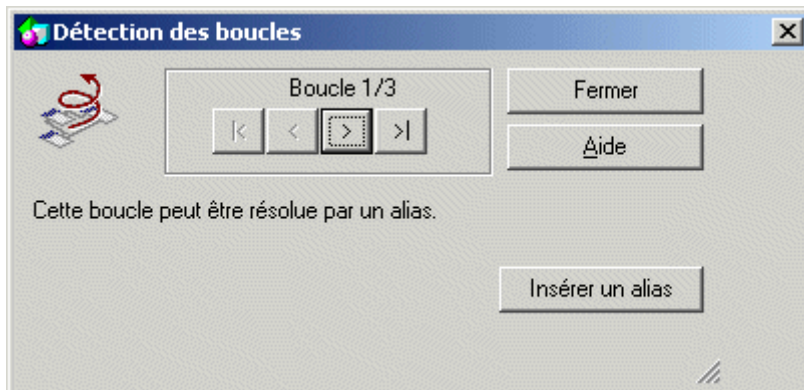 Détection des boucles
Boucle 1/3
|< < > >|
Fermer
Aide
Cette boucle peut être résolue par un alias.
Insérer un alias